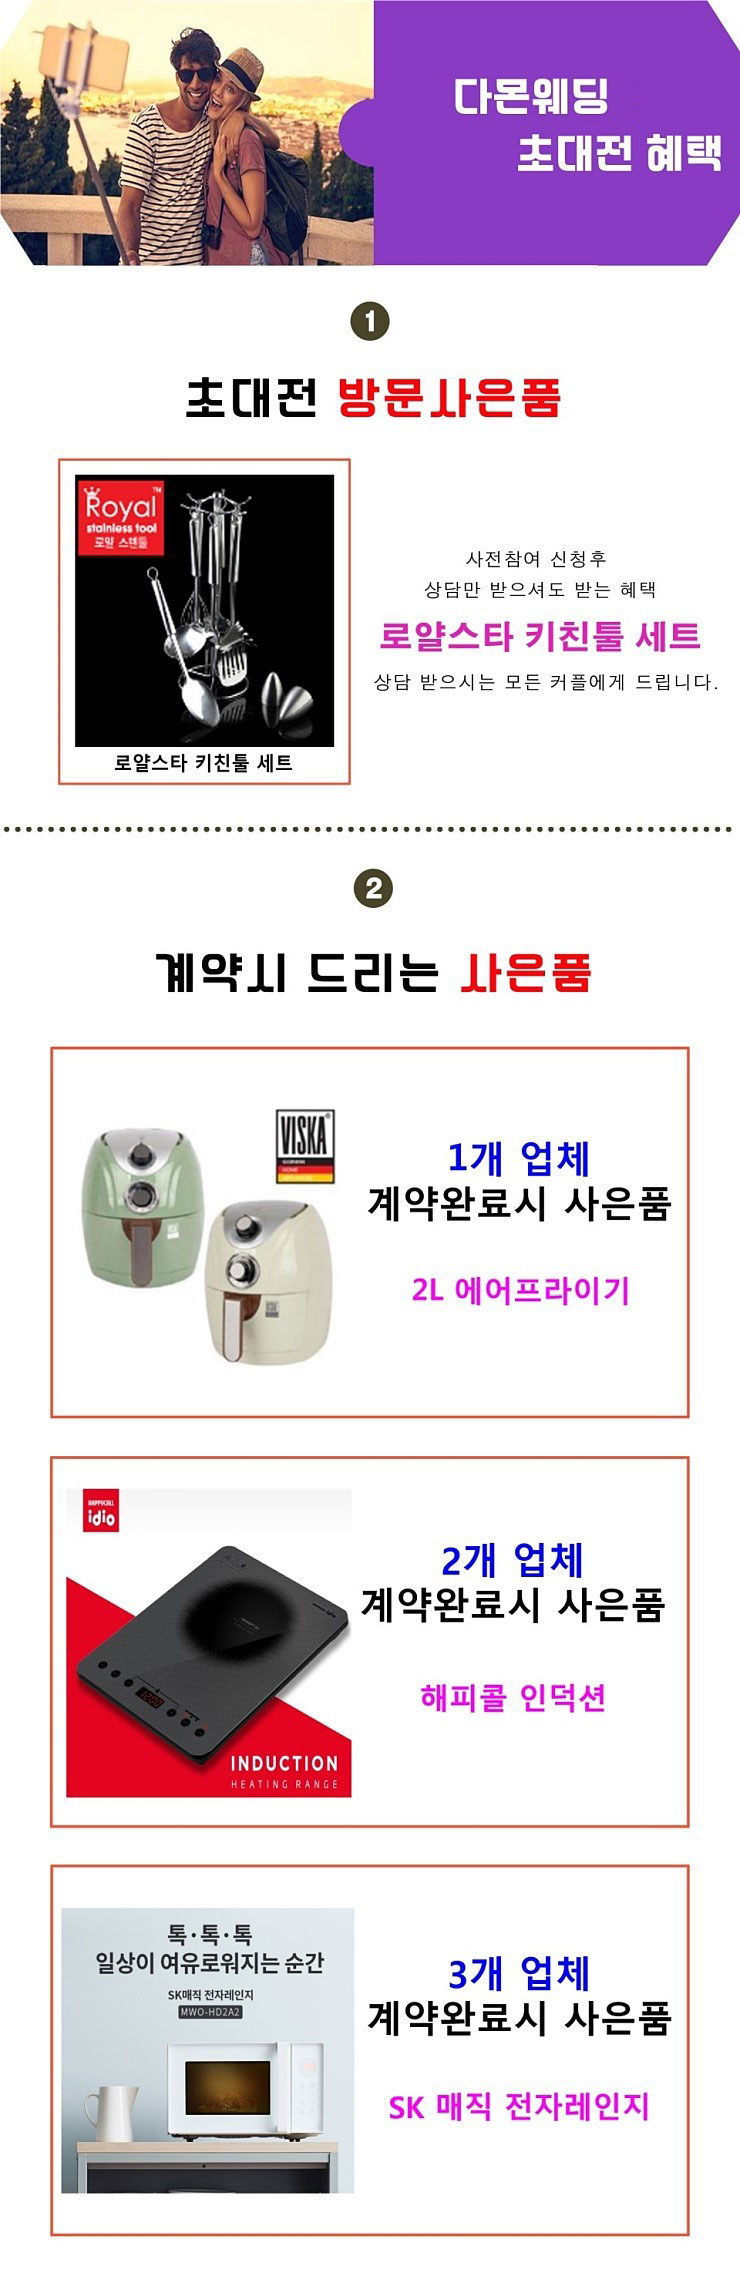 다몬웨딩
초대전 혜택
1
초대전 방문사은품
Royal™
stainless tool
로얄 스텐툴
로얄스타 키친툴 세트
사전참여 신청후
상담만 받으셔도 받는 혜택
로얄스타 키친툴 세트
상담 받으시는 모든 커플에게 드립니다.
2
계약시 드리는 사은품
VISKA
HOME
1개 업체
계약완료시 사은품
2L 에어프라이기
HAPPYCALL
idio
INDUCTION
HEATING RANGE
2개 업체
계약완료시 사은품
해피콜 인덕션
톡·톡·톡
일상이 여유로워지는 순간
SK매직 전자레인지
MWO-HD2A2
3개 업체
계약완료시 사은품
SK 매직 전자레인지